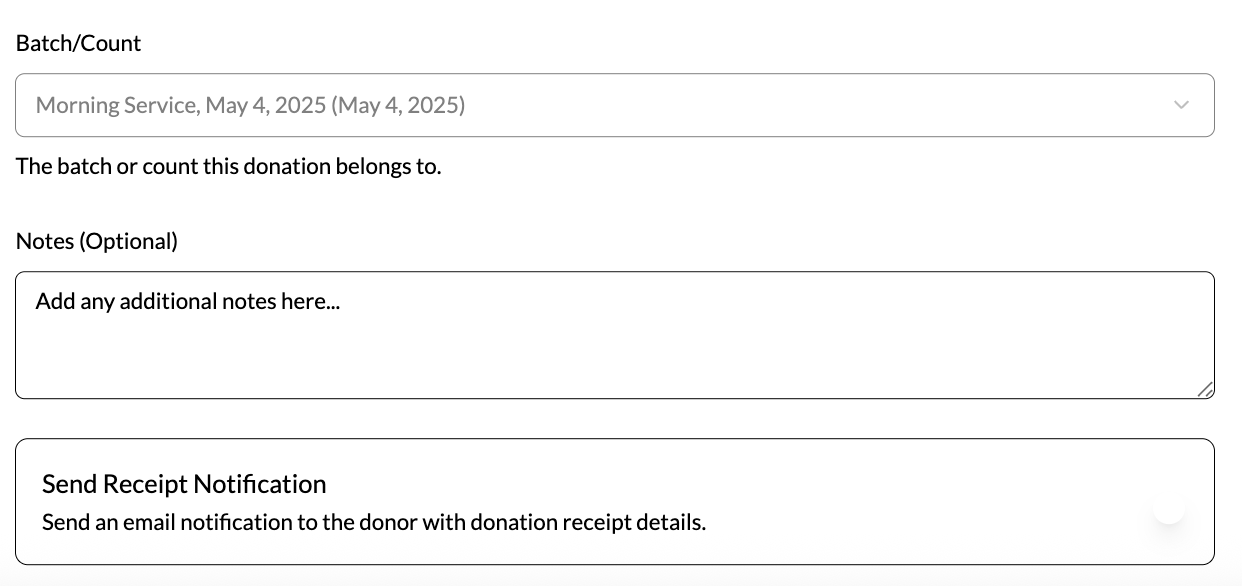 Batch/Count
Morning Service, May 4, 2025 (May 4, 2025)
The batch or count this donation belongs to.
Notes (Optional)
Add any additional notes here...
Send Receipt Notification
Send an email notification to the donor with donation receipt details.